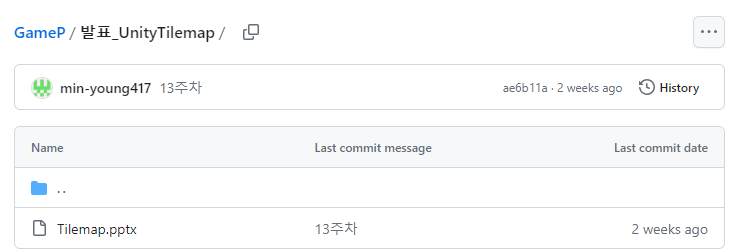 GameP / 발표_UnityTilemap /
min-young417 13주차 ae6b11a · 2 weeks ago History
Name Last commit message Last commit date
..
Tilemap.pptx 13주차 2 weeks ago